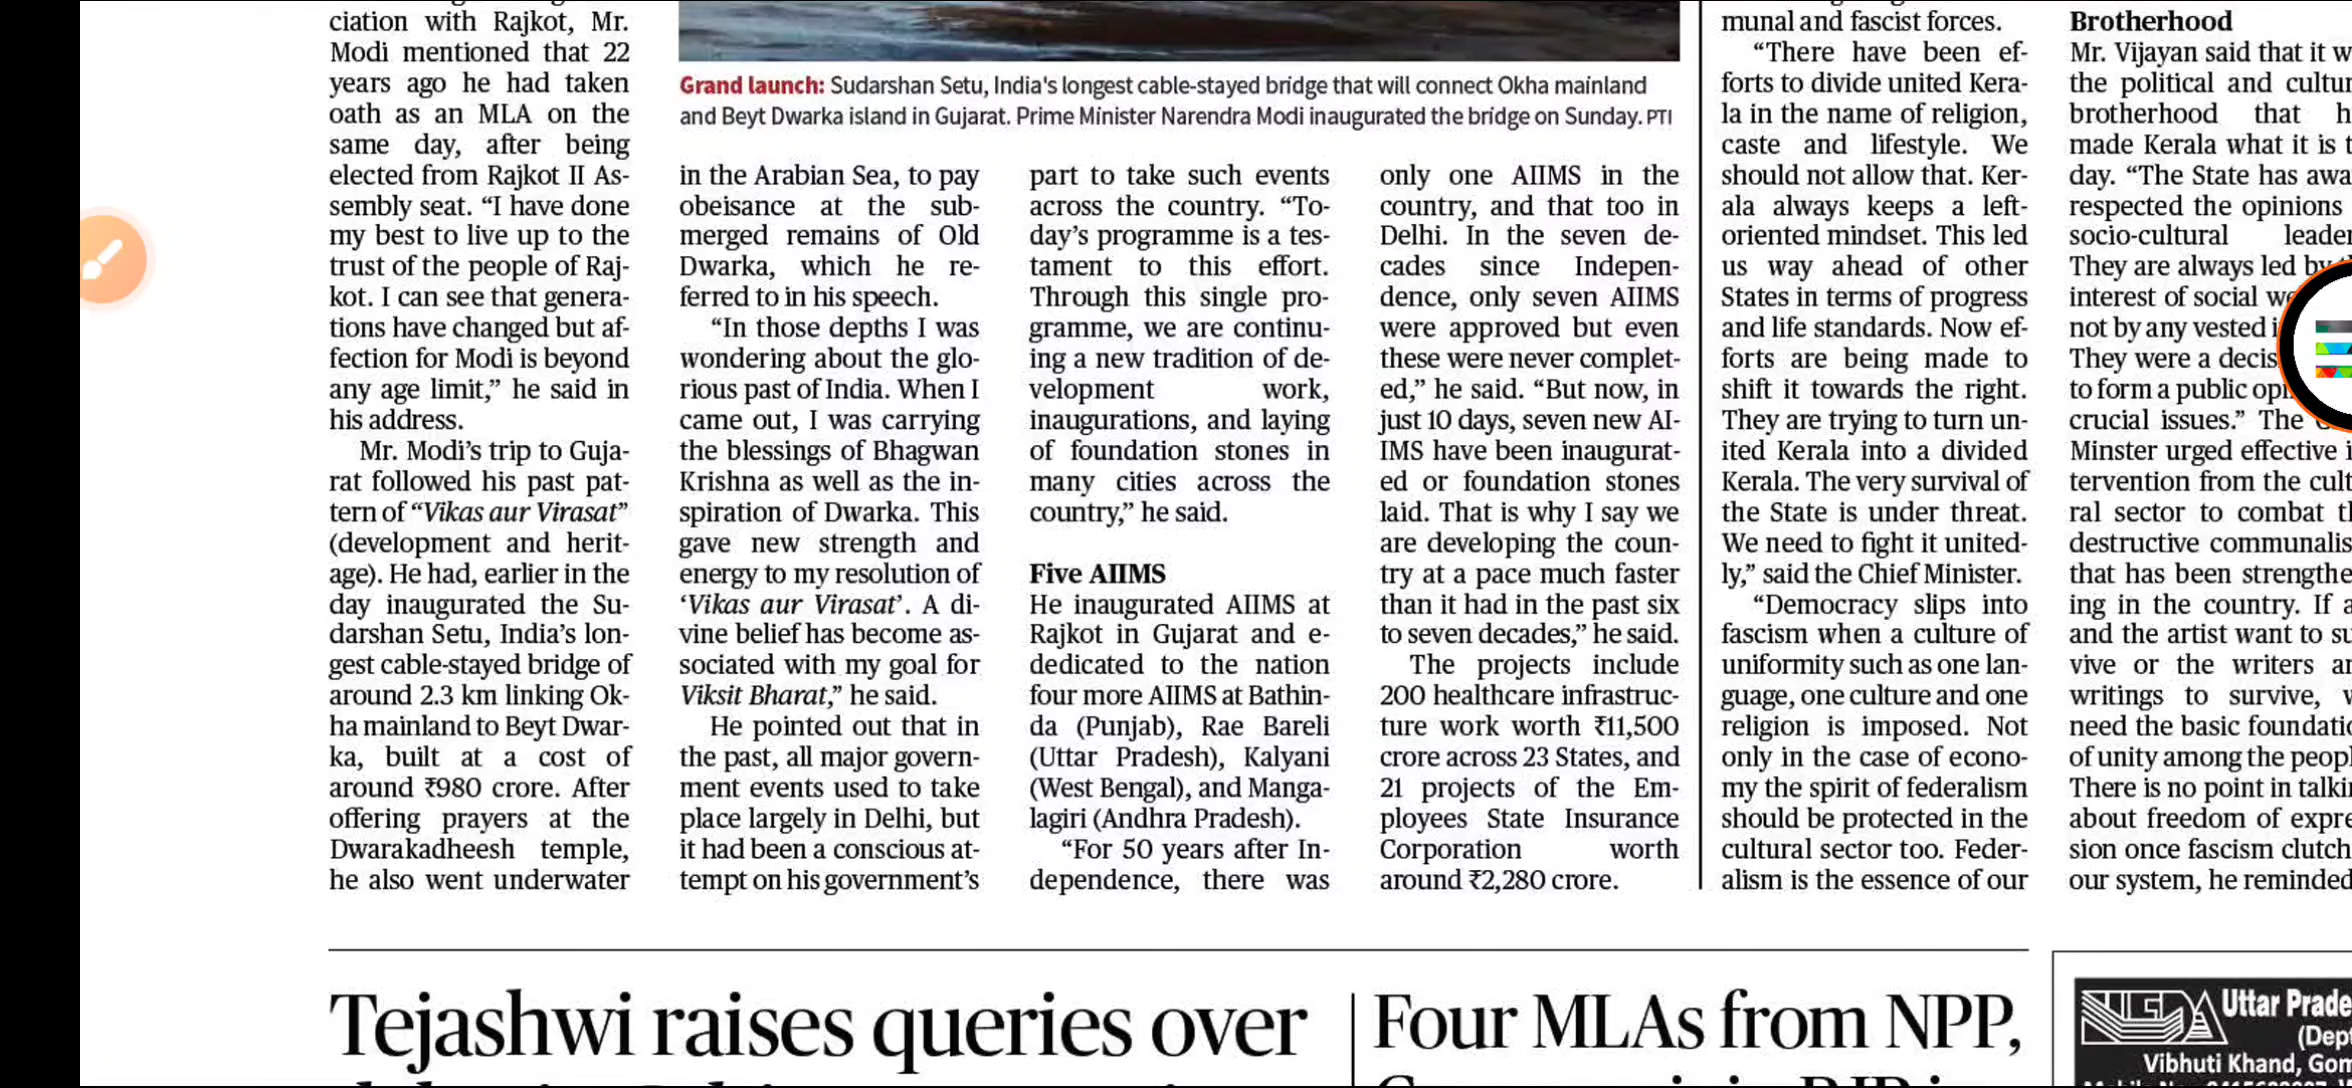 ciation with Rajkot, Mr.
Modi mentioned that 22
years ago he had taken
oath as an MLA on the
same day, after being
elected from Rajkot II As-
sembly seat. “I have done
my best to live up to the
trust of the people of Raj-
kot. I can see that genera-
tions have changed but af-
fection for Modi is beyond
any age limit,” he said in
his address.
Mr. Modi’s trip to Guja-
rat followed his past pat-
tern of “Vikas aur Virasat”
(development and herit-
age). He had, earlier in the
day inaugurated the Su-
darshan Setu, India’s lon-
gest cable-stayed bridge of
around 2.3 km linking Ok-
ha mainland to Beyt Dwar-
ka, built at a cost of
around ₹980 crore. After
offering prayers at the
Dwarakadheesh temple,
he also went underwater
Grand launch: Sudarshan Setu, India's longest cable-stayed bridge that will connect Okha mainland
and Beyt Dwarka island in Gujarat. Prime Minister Narendra Modi inaugurated the bridge on Sunday. PTI
in the Arabian Sea, to pay
obeisance at the sub-
merged remains of Old
Dwarka, which he re-
ferred to in his speech.
“In those depths I was
wondering about the glo-
rious past of India. When I
came out, I was carrying
the blessings of Bhagwan
Krishna as well as the in-
spiration of Dwarka. This
gave new strength and
energy to my resolution of
‘Vikas aur Virasat’. A di-
vine belief has become as-
sociated with my goal for
Viksit Bharat,” he said.
He pointed out that in
the past, all major govern-
ment events used to take
place largely in Delhi, but
it had been a conscious at-
tempt on his government’s
part to take such events
across the country. “To-
day’s programme is a tes-
tament to this effort.
Through this single pro-
gramme, we are continu-
ing a new tradition of de-
velopment work,
inaugurations, and laying
of foundation stones in
many cities across the
country,” he said.
Five AIIMS
He inaugurated AIIMS at
Rajkot in Gujarat and e-
dedicated to the nation
four more AIIMS at Bathin-
da (Punjab), Rae Bareli
(Uttar Pradesh), Kalyani
(West Bengal), and Manga-
lagiri (Andhra Pradesh).
“For 50 years after In-
dependence, there was
only one AIIMS in the
country, and that too in
Delhi. In the seven de-
cades since Indepen-
dence, only seven AIIMS
were approved but even
these were never complet-
ed,” he said. “But now, in
just 10 days, seven new AI-
IMS have been inaugurat-
ed or foundation stones
laid. That is why I say we
are developing the coun-
try at a pace much faster
than it had in the past six
to seven decades,” he said.
The projects include
200 healthcare infrastruc-
ture work worth ₹11,500
crore across 23 States, and
21 projects of the Em-
ployees State Insurance
Corporation worth
around ₹2,280 crore.
munal and fascist forces.
“There have been ef-
forts to divide united Kera-
la in the name of religion,
caste and lifestyle. We
should not allow that. Ker-
ala always keeps a left-
oriented mindset. This led
us way ahead of other
States in terms of progress
and life standards. Now ef-
forts are being made to
shift it towards the right.
They are trying to turn un-
ited Kerala into a divided
Kerala. The very survival of
the State is under threat.
We need to fight it united-
ly,” said the Chief Minister.
“Democracy slips into
fascism when a culture of
uniformity such as one lan-
guage, one culture and one
religion is imposed. Not
only in the case of econo-
my the spirit of federalism
should be protected in the
cultural sector too. Feder-
alism is the essence of our
Brotherhood
Mr. Vijayan said that it w
the political and cultur
brotherhood that h
made Kerala what it is t
day. “The State has awa
respected the opinions
socio-cultural leader
They are always led by
interest of social we
not by any vested i
They were a decis
to form a public opi
crucial issues.” The
Minster urged effective i
tervention from the cult
ral sector to combat t
destructive communalis
that has been strengthe
ing in the country. If a
and the artist want to su
vive or the writers a
writings to survive, w
need the basic foundatio
of unity among the peopl
There is no point in talki
about freedom of expre
sion once fascism clutch
our system, he reminded
Tejashwi raises queries over
Four MLAs from NPP,
Uttar Prade
(Dept
Vibhuti Khand, Gom